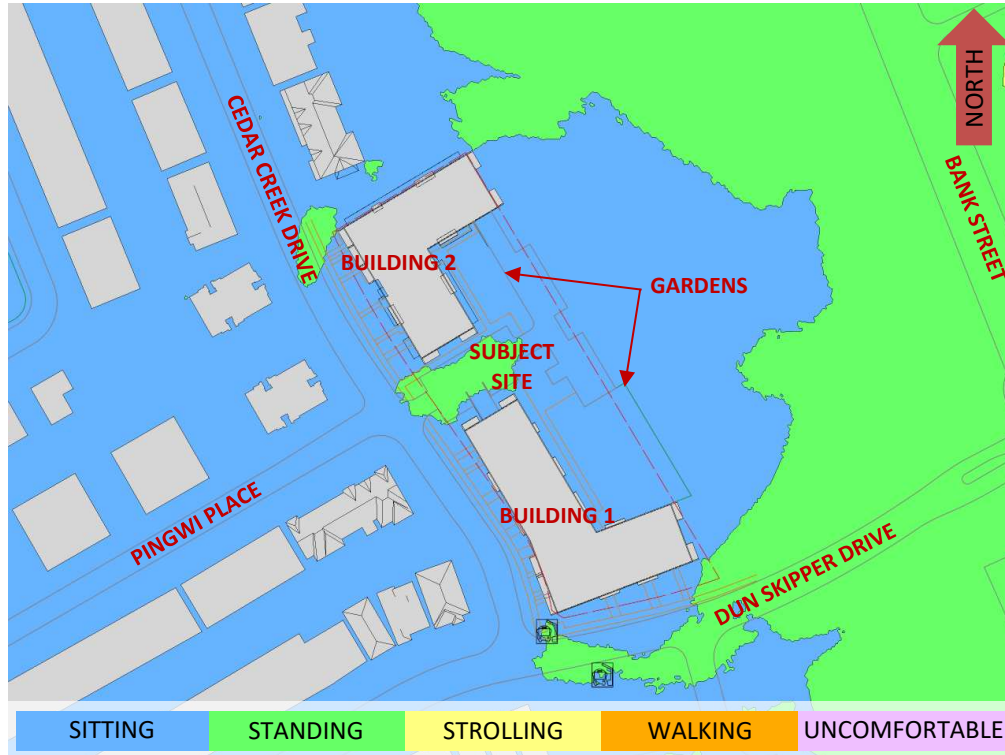 NORTH
CEDAR CREEK DRIVE
BANK STREET
BUILDING 2
GARDENS
SUBJECT
SITE
PINGWI PLACE
BUILDING 1
DUN SKIPPER DRIVE
SITTING
STANDING
STROLLING
WALKING
UNCOMFORTABLE